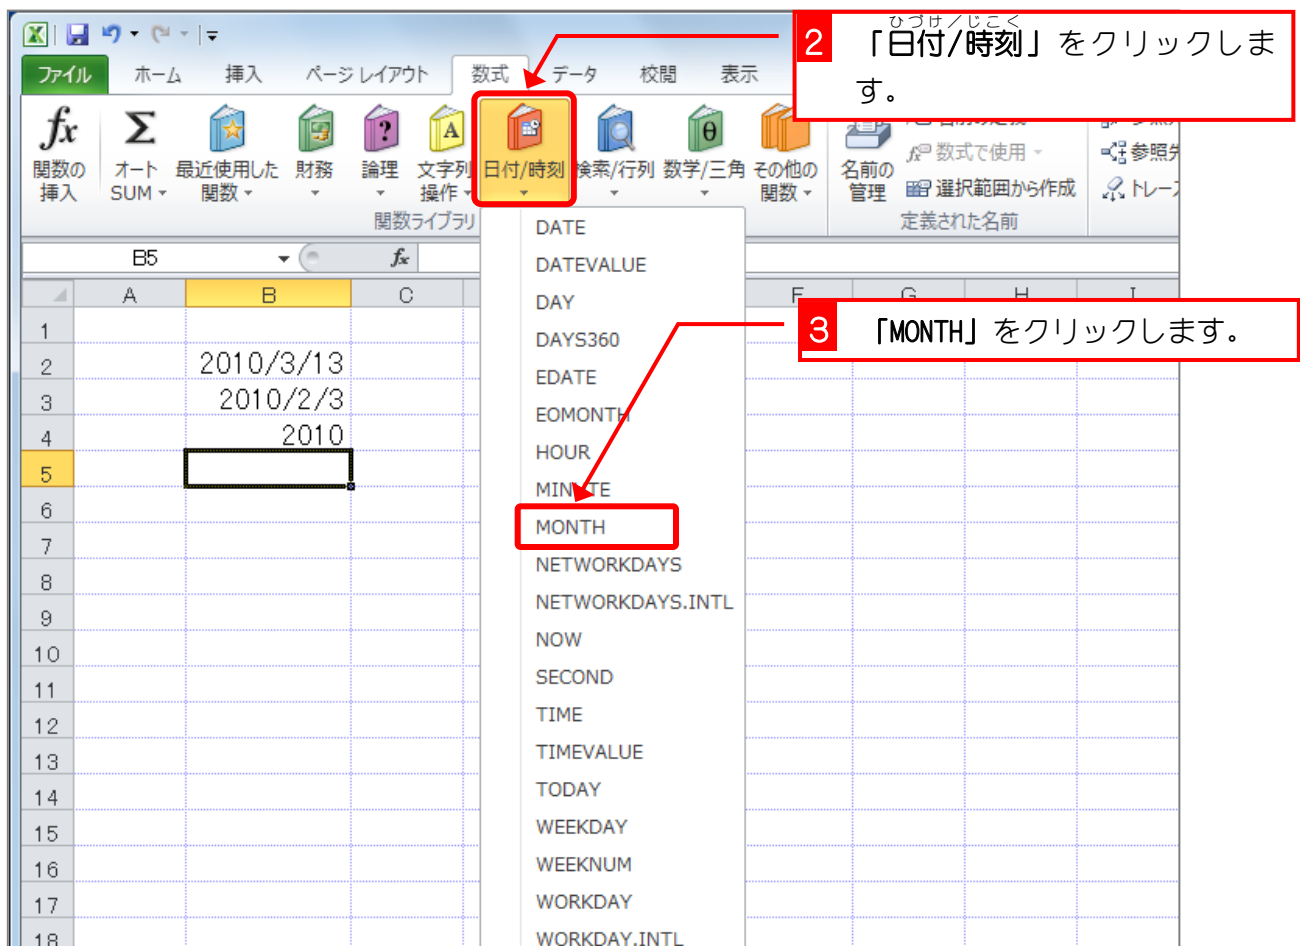 ひづけ/じこく
2 「日付/時刻」をクリックしま
す。
ファイル ホーム 挿入 ページ レイアウト 数式 データ 校閲 表示
関数の
挿入
オート
SUM
最近使用した
関数
財務
論理
文字列
操作
日付/時刻
検索/行列
数学/三角
その他の
関数
名前の
管理
数式で使用
選択範囲から作成
参照先
トレース
関数ライブラリ
定義された名前
B5 fx
A B C F G H I
DATE
DATEVALUE
DAY
DAYS360
EDATE
EOMONTH
HOUR
MINUTE
MONTH
NETWORKDAYS
NETWORKDAYS.INTL
NOW
SECOND
TIME
TIMEVALUE
TODAY
WEEKDAY
WEEKNUM
WORKDAY
WORKDAY.INTL
3 「MONTH」をクリックします。
1
2 2010/3/13
3 2010/2/3
4 2010
5
6
7
8
9
10
11
12
13
14
15
16
17
18